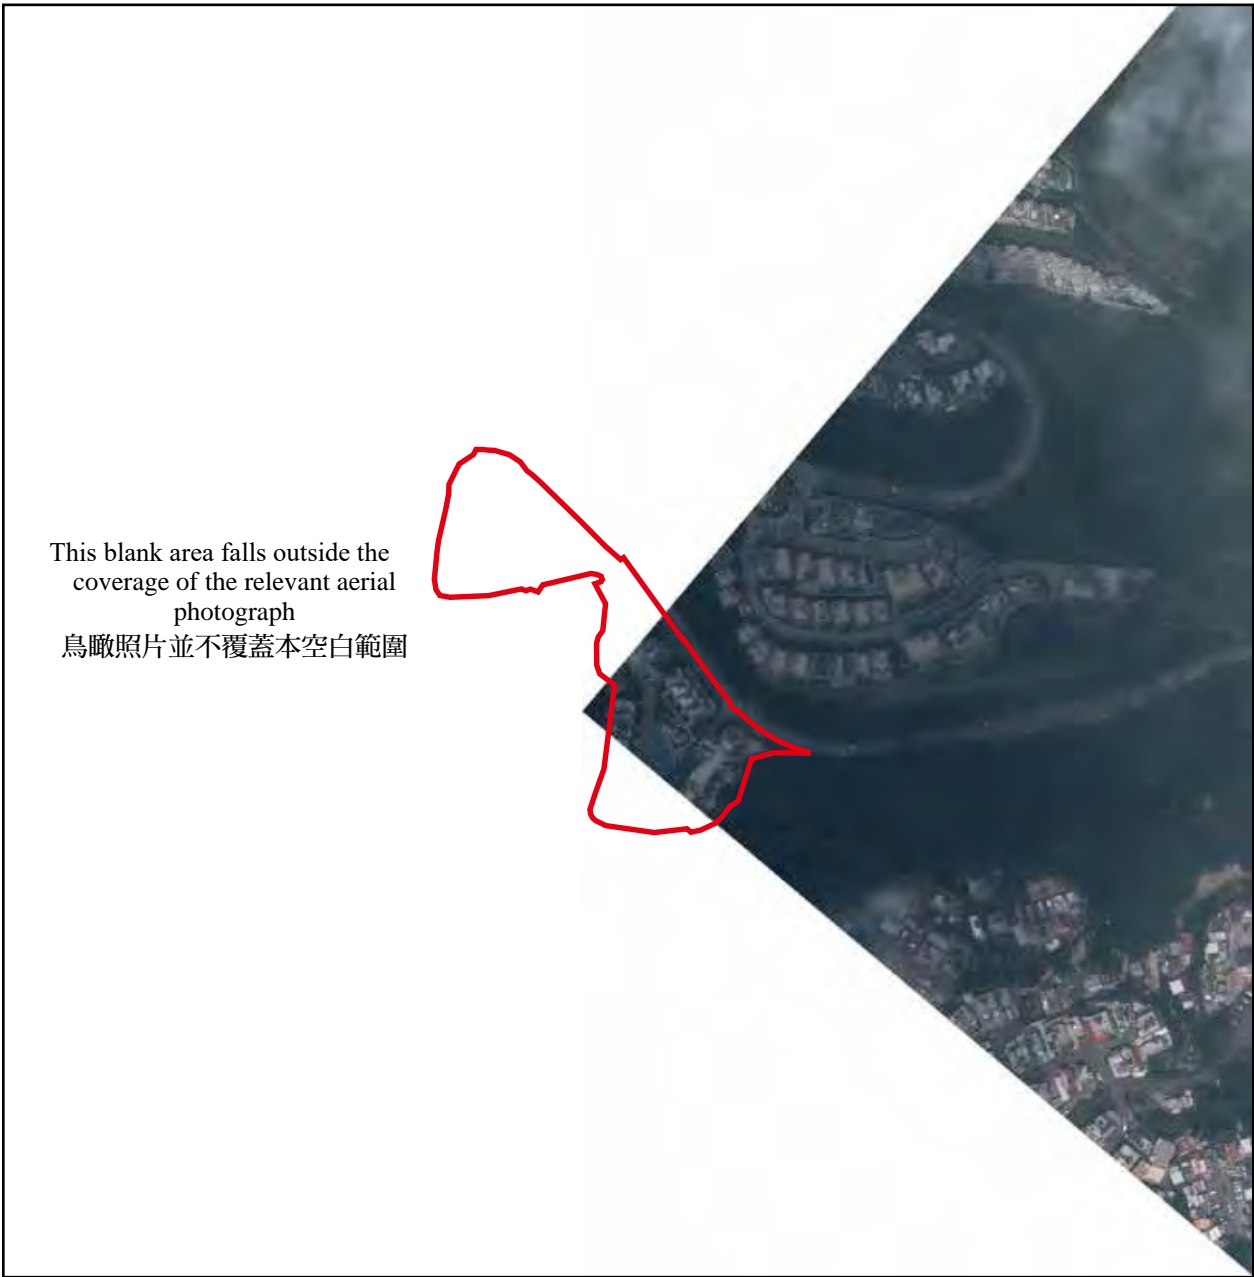 This blank area falls outside the
coverage of the relevant aerial
photograph
鳥瞰照片並不覆蓋本空白範圍